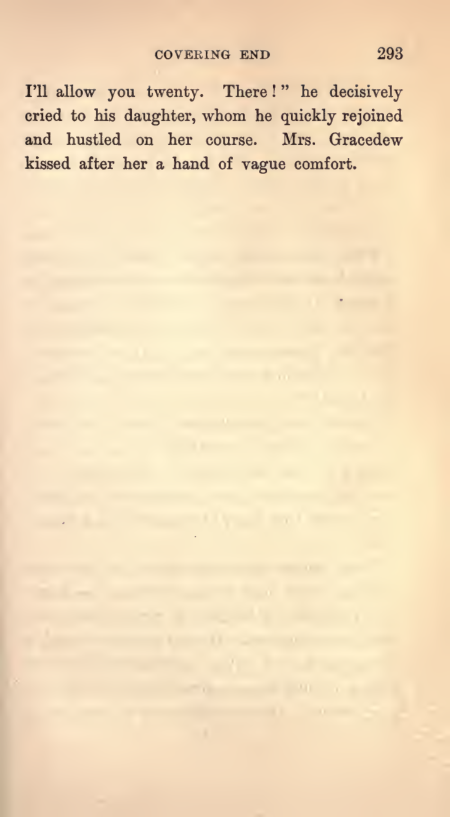 COVERING END 293
I'll allow you twenty. There!" he decisively
cried to his daughter, whom he quickly rejoined
and hustled on her course. Mrs. Gracedew
kissed after her a hand of vague comfort.